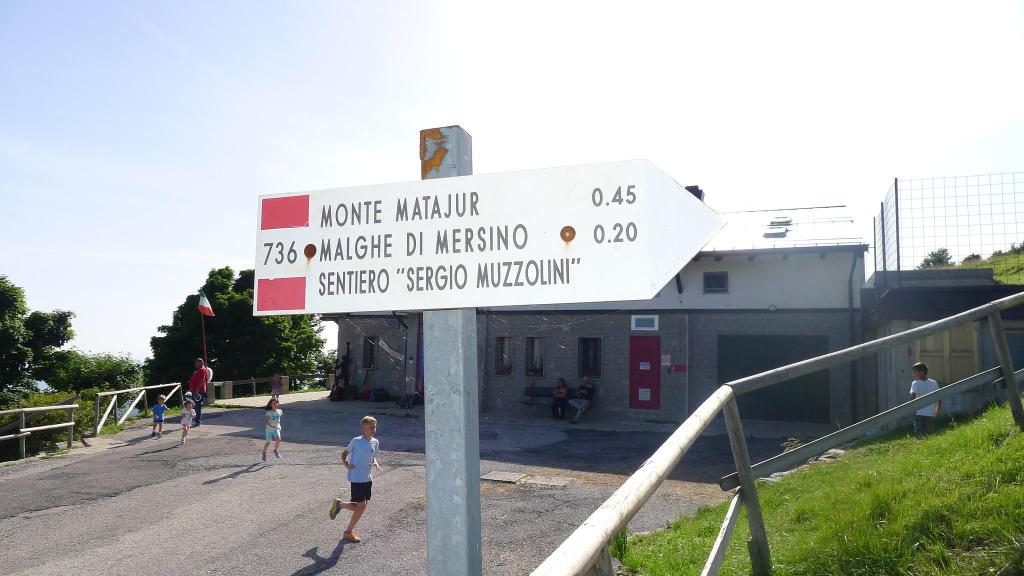 MONTE MATAJUR 0.45
736 MALGHE DI MERSINO 0.20
SENTIERO "SERGIO MUZZOLINI"